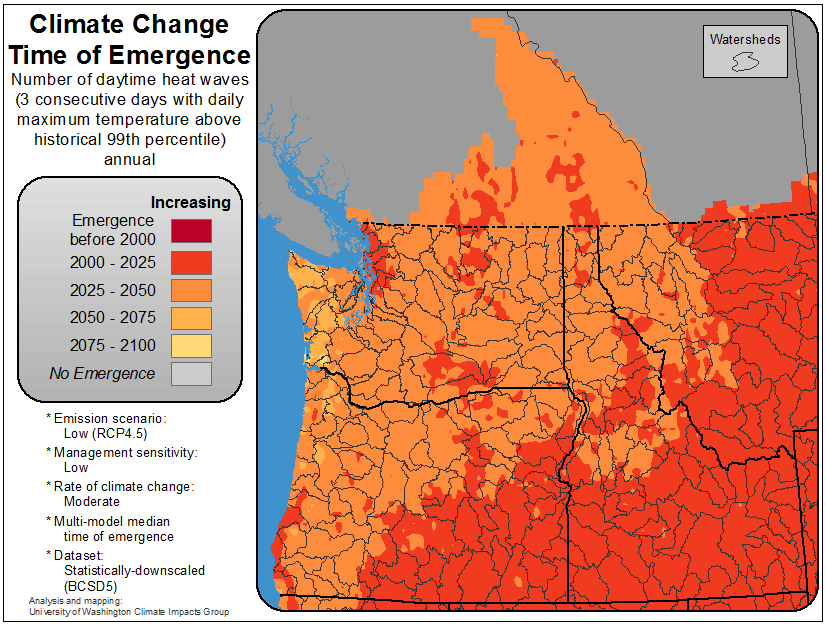 Climate Change
Time of Emergence
Number of daytime heat waves
(3 consecutive days with daily
maximum temperature above
historical 99th percentile)
annual
Increasing
Emergence
before 2000
2000 - 2025
2025 - 2050
2050 - 2075
2075 - 2100
No Emergence
* Emission scenario:
Low (RCP4.5)
* Management sensitivity:
Low
* Rate of climate change:
Moderate
* Multi-model median
time of emergence
* Dataset:
Statistically-downscaled
(BCSD5)
Analysis and mapping:
University of Washington Climate Impacts Group
Watersheds